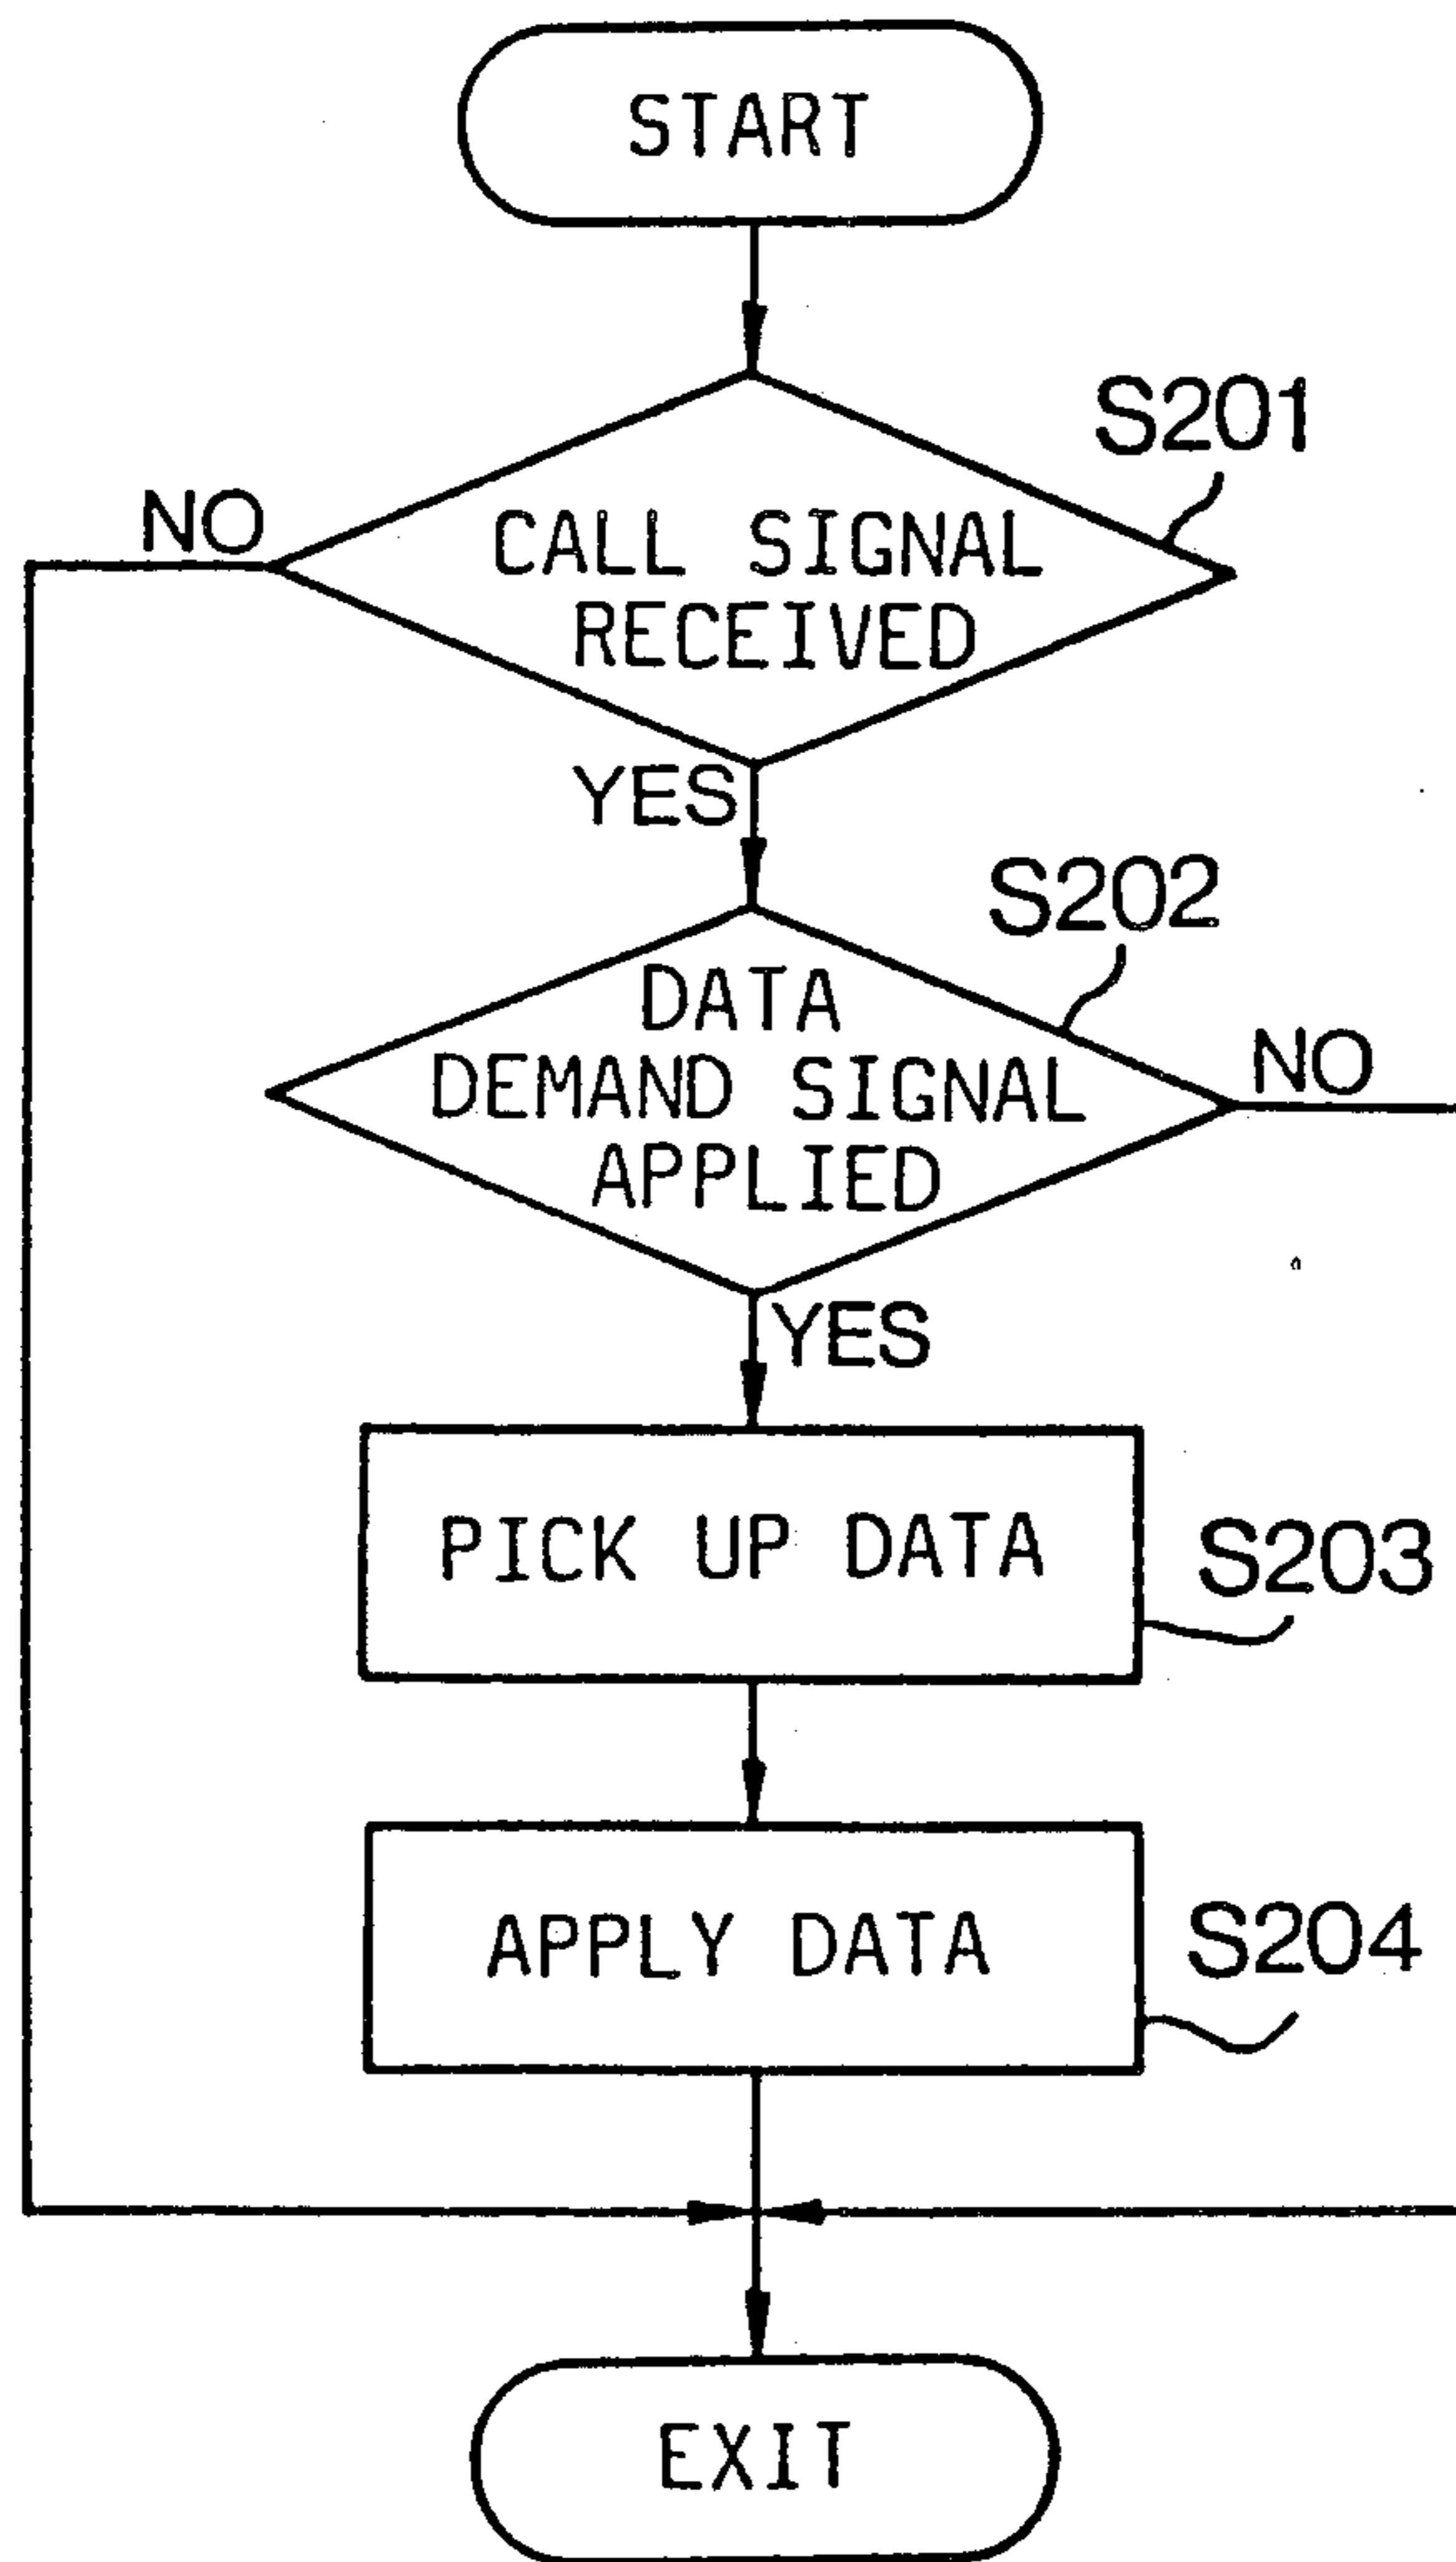 START
S201
NO
CALL SIGNAL
RECEIVED
YES
S202
DATA
DEMAND SIGNAL
APPLIED
NO
YES
PICK UP DATA
S203
APPLY DATA
S204
EXIT